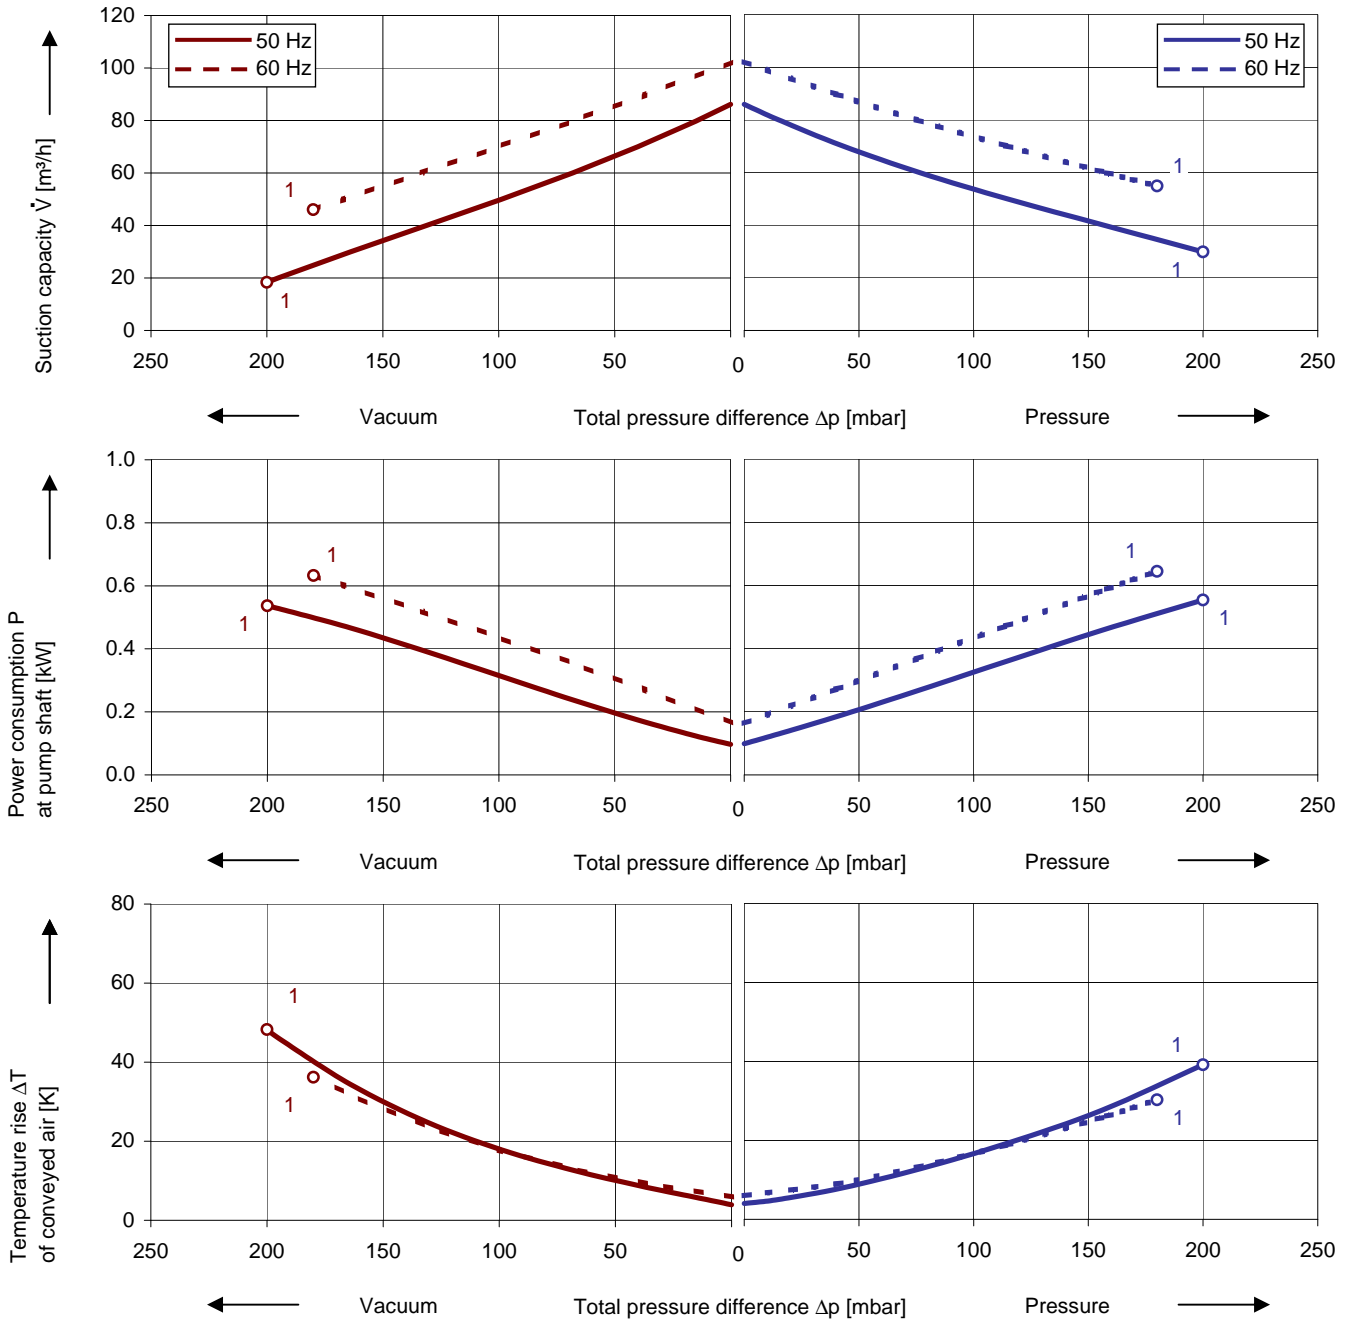 120
100
80
60
40
20
0
Suction capacity V̇ [m³/h]
50 Hz
60 Hz
50 Hz
60 Hz
1
1
1
1
250 200 150 100 50 0 50 100 150 200 250
Vacuum Total pressure difference Δp [mbar] Pressure
1.0
0.8
0.6
0.4
0.2
0.0
Power consumption P
at pump shaft [kW]
1
1
1
1
250 200 150 100 50 0 50 100 150 200 250
Vacuum Total pressure difference Δp [mbar] Pressure
80
60
40
20
0
Temperature rise ΔT
of conveyed air [K]
1
1
1
1
250 200 150 100 50 0 50 100 150 200 250
Vacuum Total pressure difference Δp [mbar] Pressure